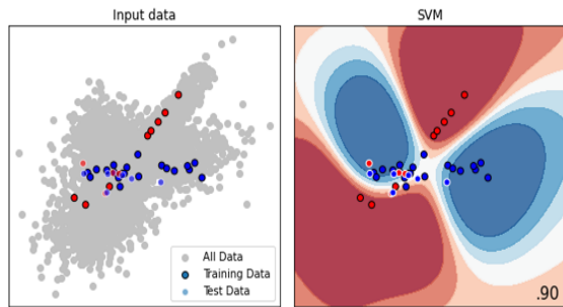 Input data
SVM
All Data
Training Data
Test Data
.90